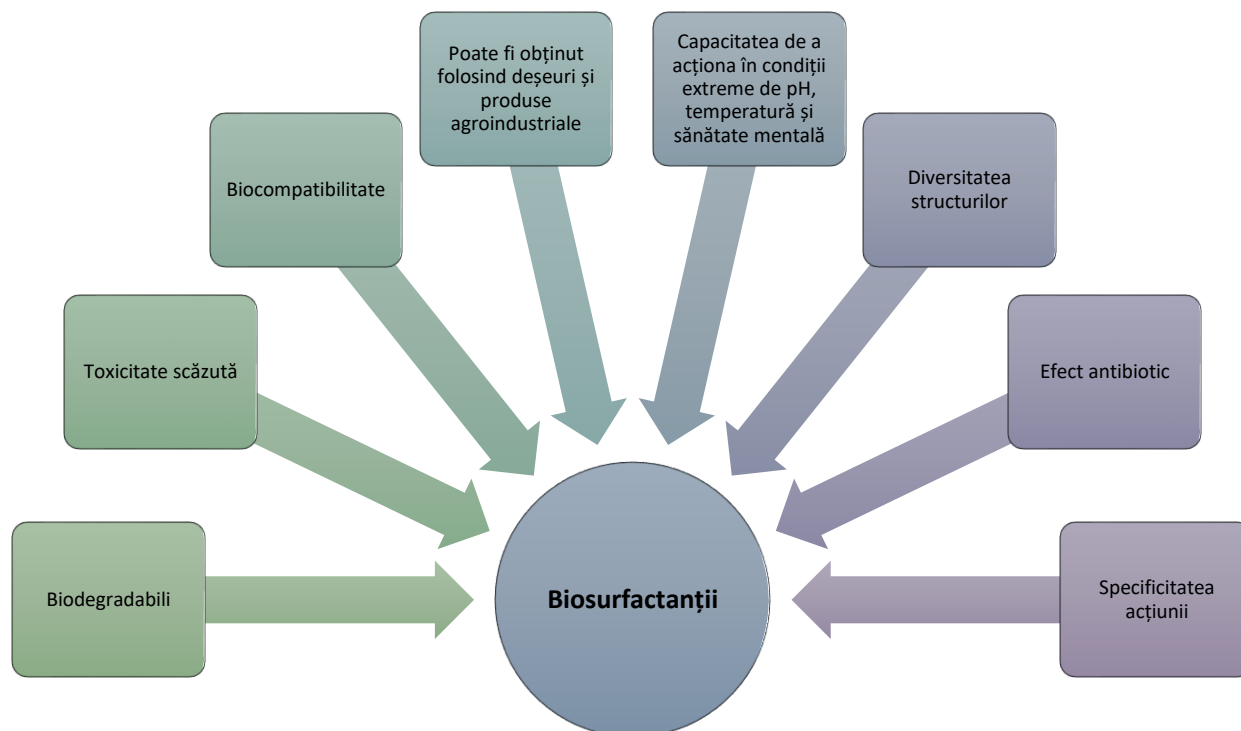 Poate fi obținut
folosind deșeuri și
produse
agroindustriale
Capacitatea de a
acționa în condiții
extreme de pH,
temperatură și
sănătate mentală
Biocompatibilitate
Diversitatea
structurilor
Toxicitate scăzută
Efect antibiotic
Biodegradabili
Biosurfactanții
Specificitatea
acțiunii